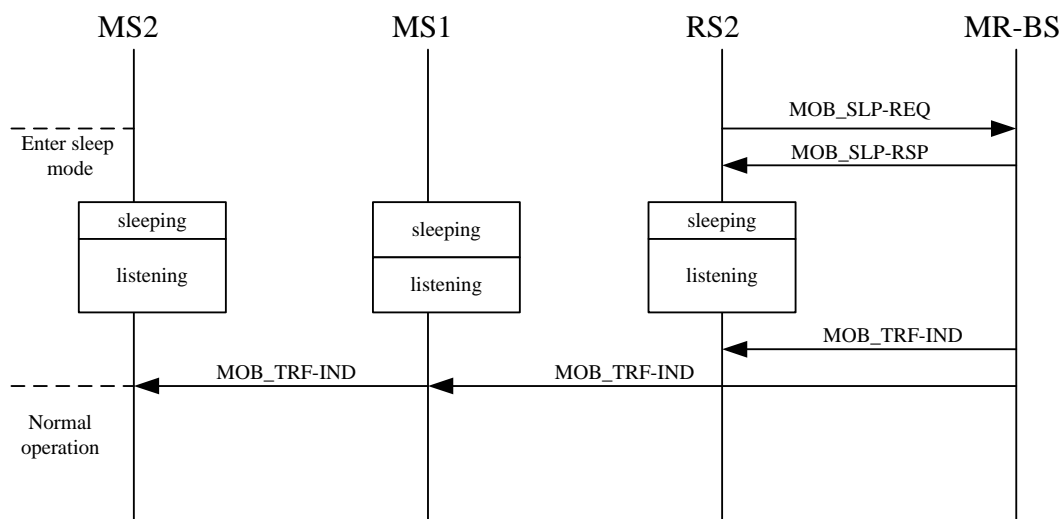 MS2
MS1
RS2
MR-BS
MOB_SLP-REQ
Enter sleep
mode
MOB_SLP-RSP
sleeping
sleeping
sleeping
listening
listening
listening
MOB_TRF-IND
MOB_TRF-IND
MOB_TRF-IND
Normal
operation